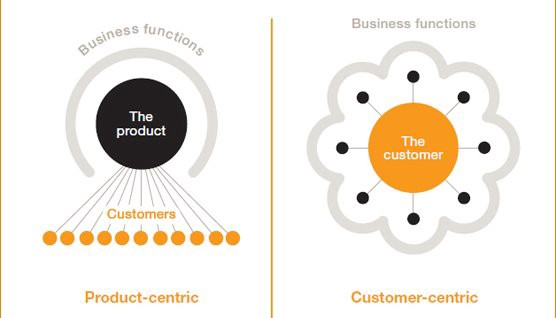 Business functions
The
product
Customers
Product-centric
Business functions
The
customer
Customer-centric